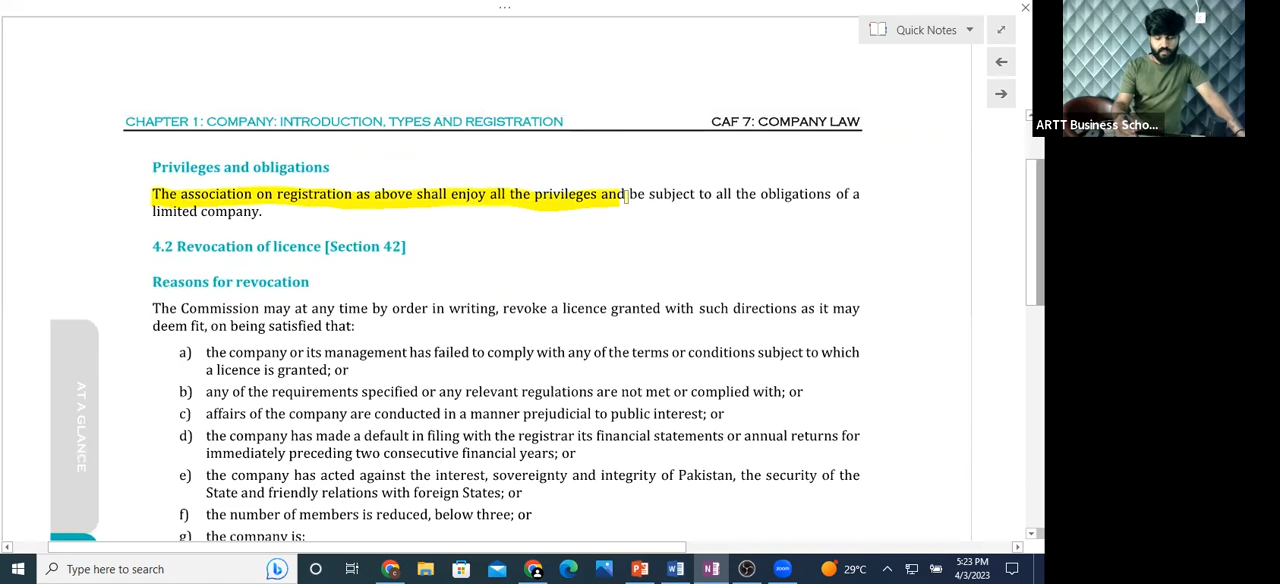 Quick Notes
CHAPTER 1: COMPANY: INTRODUCTION, TYPES AND REGISTRATION CAF 7: COMPANY LAW
ARTT Business Scho...
Privileges and obligations
The association on registration as above shall enjoy all the privileges and be subject to all the obligations of a
limited company.
4.2 Revocation of licence [Section 42]
Reasons for revocation
The Commission may at any time by order in writing, revoke a licence granted with such directions as it may
deem fit, on being satisfied that:
a) the company or its management has failed to comply with any of the terms or conditions subject to which
a licence is granted; or
b) any of the requirements specified or any relevant regulations are not met or complied with; or
c) affairs of the company are conducted in a manner prejudicial to public interest; or
d) the company has made a default in filing with the registrar its financial statements or annual returns for
immediately preceding two consecutive financial years; or
e) the company has acted against the interest, sovereignty and integrity of Pakistan, the security of the
State and friendly relations with foreign States; or
f) the number of members is reduced, below three; or
g) the company is:
AT A GLANCE
Type here to search
29°C
5:23 PM
4/3/2023